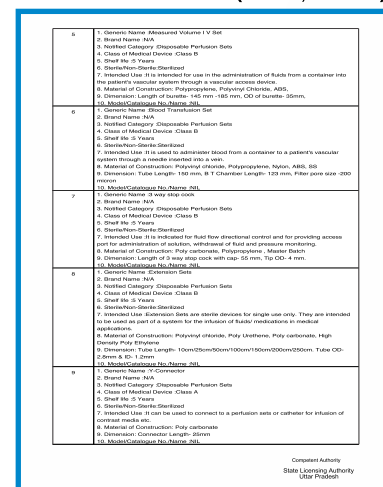 5
1. Generic Name :Measured Volume I V Set
2. Brand Name :N/A
3. Notified Category :Disposable Perfusion Sets
4. Class of Medical Device :Class B
5. Shelf life :5 Years
6. Sterile/Non-Sterile:Sterilized
7. Intended Use :It is intended for use in the administration of fluids from a container into
the patient's vascular system through a vascular access device.
8. Material of Construction: Polypropylene, Polyvinyl Chloride, ABS,
9. Dimension: Length of burette- 145 mm -185 mm, OD of burette- 35mm,
10. Model/Catalogue No./Name :NIL
6
1. Generic Name :Blood Transfusion Set
2. Brand Name :N/A
3. Notified Category :Disposable Perfusion Sets
4. Class of Medical Device :Class B
5. Shelf life :5 Years
6. Sterile/Non-Sterile:Sterilized
7. Intended Use :It is used to administer blood from a container to a patient's vascular
system through a needle inserted into a vein.
8. Material of Construction: Polyvinyl chloride, Polypropylene, Nylon, ABS, SS
9. Dimension: Tube Length- 150 mm, B T Chamber Length- 123 mm, Filter pore size -200
micron
10. Model/Catalogue No./Name :NIL
7
1. Generic Name :3 way stop cock
2. Brand Name :N/A
3. Notified Category :Disposable Perfusion Sets
4. Class of Medical Device :Class B
5. Shelf life :5 Years
6. Sterile/Non-Sterile:Sterilized
7. Intended Use :It is indicated for fluid flow directional control and for providing access
port for administration of solution, withdrawal of fluid and pressure monitoring.
8. Material of Construction: Poly carbonate, Polypropylene , Master Batch
9. Dimension: Length of 3 way stop cock with cap- 55 mm, Tip OD- 4 mm.
10. Model/Catalogue No./Name :NIL
8
1. Generic Name :Extension Sets
2. Brand Name :N/A
3. Notified Category :Disposable Perfusion Sets
4. Class of Medical Device :Class B
5. Shelf life :5 Years
6. Sterile/Non-Sterile:Sterilized
7. Intended Use :Extension Sets are sterile devices for single use only. They are intended
to be used as part of a system for the infusion of fluids/ medications in medical
applications.
8. Material of Construction: Polyvinyl chloride, Poly Urethene, Poly carbonate, High
Density Poly Ethylene
9. Dimension: Tube Length- 10cm/25cm/50cm/100cm/150cm/200cm/250cm. Tube OD-
2.8mm & ID- 1.2mm
10. Model/Catalogue No./Name :NIL
9
1. Generic Name :Y-Connector
2. Brand Name :N/A
3. Notified Category :Disposable Perfusion Sets
4. Class of Medical Device :Class A
5. Shelf life :5 Years
6. Sterile/Non-Sterile:Sterilized
7. Intended Use :It can be used to connect to a perfusion sets or catheter for infusion of
contrast media etc.
8. Material of Construction: Poly carbonate
9. Dimension: Connector Length- 25mm
10. Model/Catalogue No./Name :NIL
Competent Authority
State Licensing Authority
Uttar Pradesh